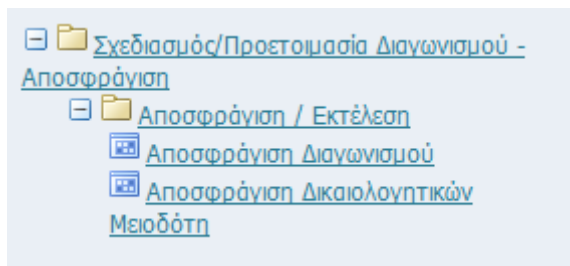 Σχεδιασμός/Προετοιμασία Διαγωνισμού -
Αποσφράγιση
Αποσφράγιση / Εκτέλεση
Αποσφράγιση Διαγωνισμού
Αποσφράγιση Δικαιολογητικών
Μειοδότη